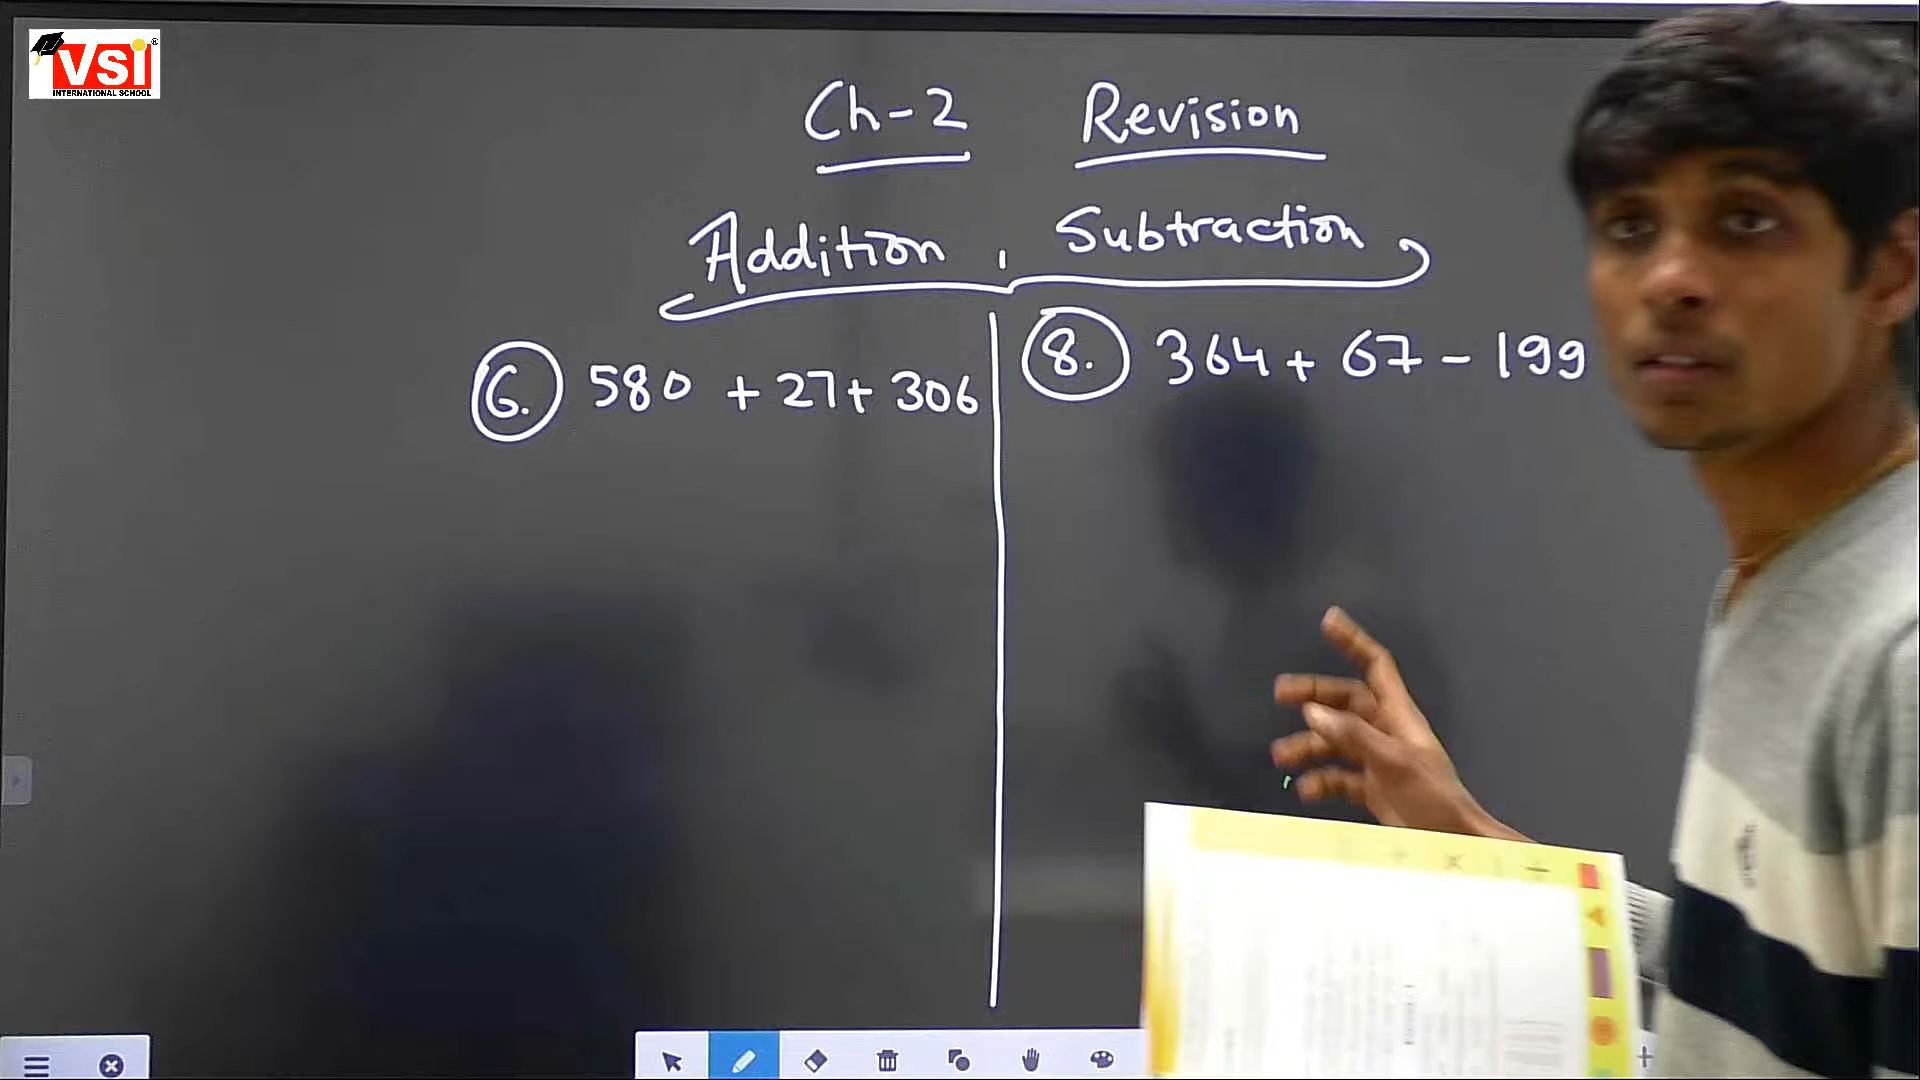 VSI
INTERNATIONAL SCHOOL
Ch-2 Revision
Addition, Subtraction
6. 580 + 27 + 306
8. 364 + 67 - 199